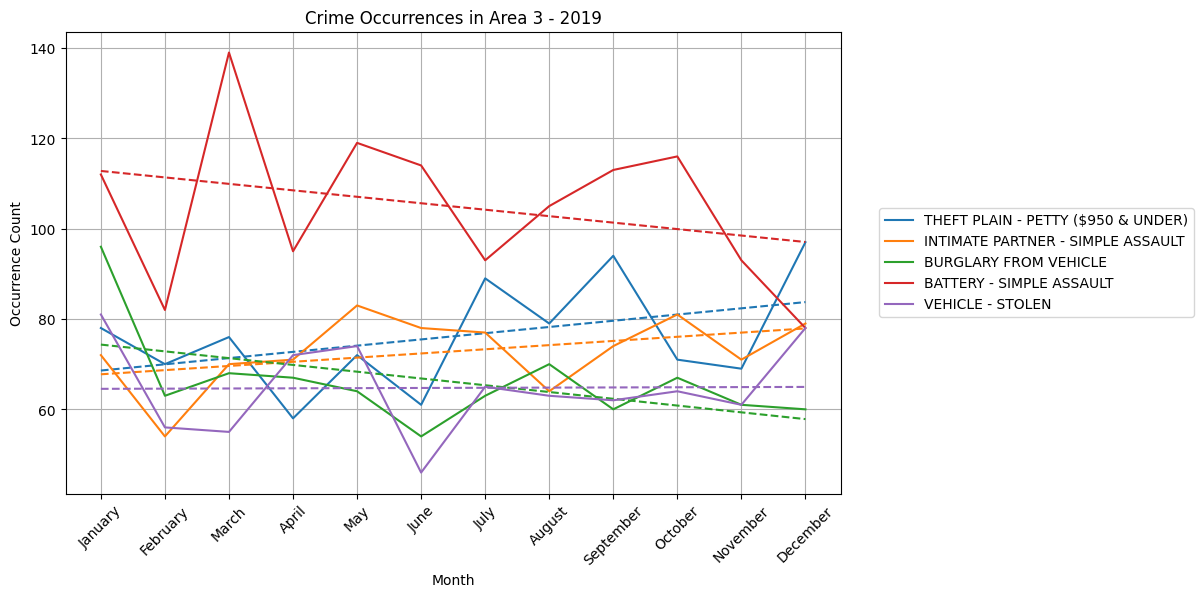 Crime Occurrences in Area 3 - 2019
Occurrence Count
140
120
100
80
60
January
February
March
April
May
June
July
August
September
October
November
December
Month
THEFT PLAIN - PETTY ($950 & UNDER)
INTIMATE PARTNER - SIMPLE ASSAULT
BURGLARY FROM VEHICLE
BATTERY - SIMPLE ASSAULT
VEHICLE - STOLEN